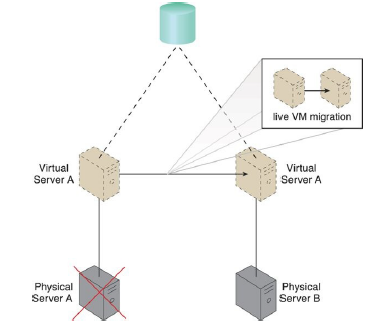 live VM migration
Virtual
Server A
Virtual
Server A
Physical
Server A
Physical
Server B